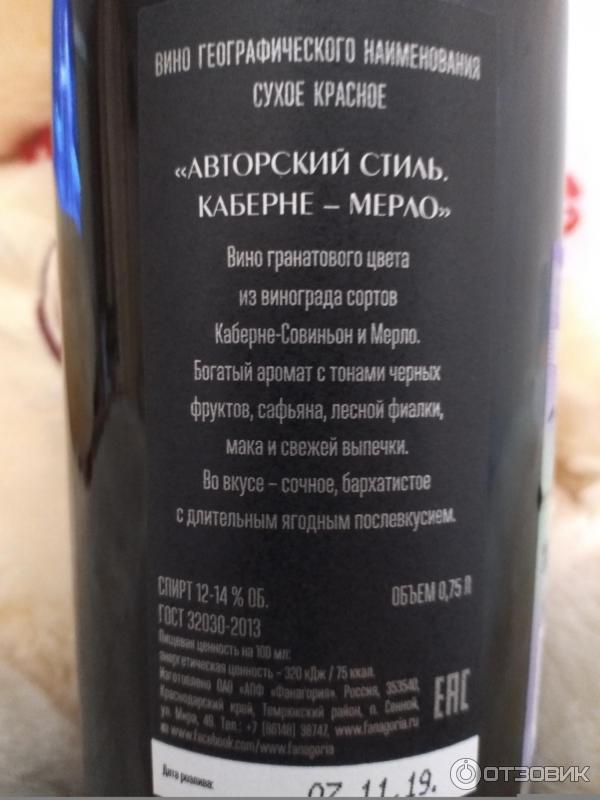 ВИНО ГЕОГРАФИЧЕСКОГО НАИМЕНОВАНИЯ
СУХОЕ КРАСНОЕ
«АВТОРСКИЙ СТИЛЬ.
КАБЕРНЕ – МЕРЛО»
Вино гранатового цвета
из винограда сортов
Каберне-Совиньон и Мерло.
Богатый аромат с тонами черных
фруктов, сафьяна, лесной фиалки,
мака и свежей выпечки.
Во вкусе – сочное, бархатистое
с длительным ягодным послевкусием.
СПИРТ 12-14 % ОБ. ОБЪЕМ 0,75 Л
ГОСТ 32030-2013
Пищевая ценность на 100 мл:
энергетическая ценность – 320 кДж / 75 ккал.
Изготовлено ОАО «АПФ «Фанагория». Россия, 353540,
Краснодарский край, Темрюкский район, п. Сенной,
ул. Мира, 49. Тел.: +7 (86148) 38747, www.fanagoria.ru
www.facebook.com/www.fanagoria
EAC
Дата розлива: 07.11.19.
ОТЗОВИК